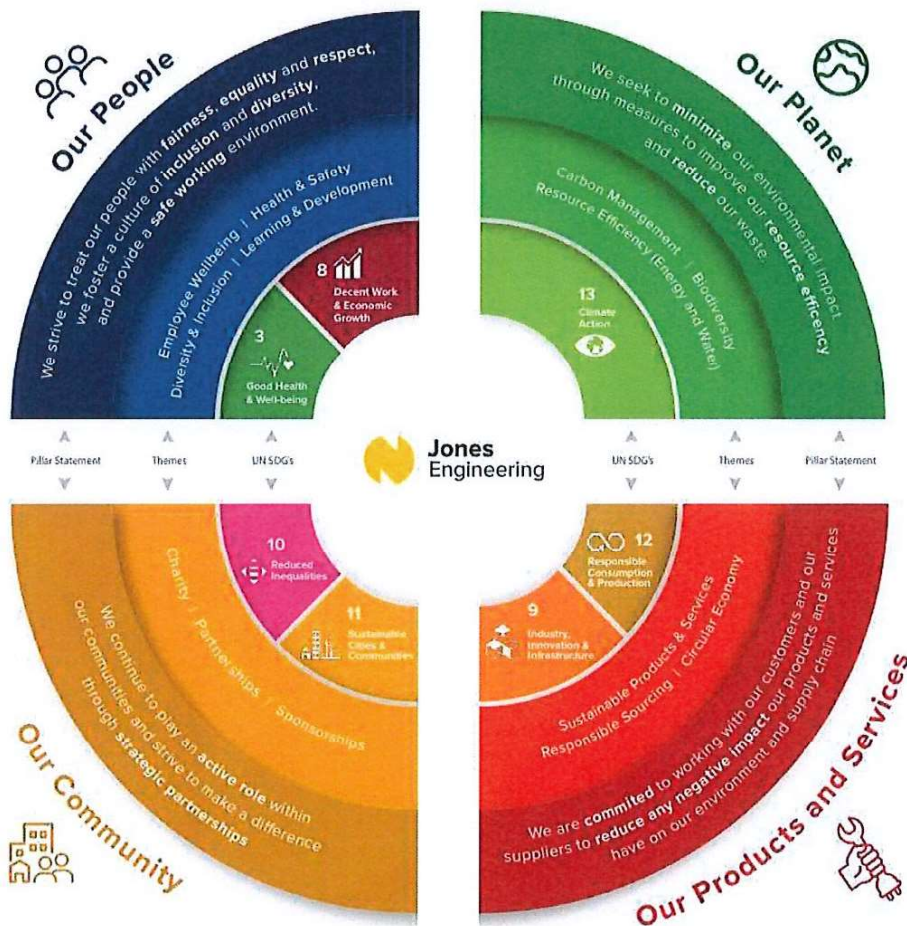 Our People
We strive to treat our people with fairness, equality and respect,
we foster a culture of inclusion and diversity,
and provide a safe working environment.
Employee Wellbeing | Health & Safety
Diversity & Inclusion | Learning & Development
8
Decent Work
& Economic
Growth
3
Good Health
& Well-being
Our Planet
We seek to minimize our environmental impact
through measures to improve our resource efficency
and reduce our waste.
Carbon Management | Biodiversity
Resource Efficiency (Energy and Water)
13
Climate
Action
Pillar Statement
Themes
UN SDG's
Jones
Engineering
UN SDG's
Themes
Pillar Statement
10
Reduced
Inequalities
11
Sustainable
Cities &
Communities
Charity | Partnerships | Sponsorships
We continue to play an active role within
our communities and strive to make a difference
through strategic partnerships
Our Community
12
Responsible
Consumption
& Production
9
Industry,
Innovation &
Infrastructure
Sustainable Products & Services
Responsible Sourcing | Circular Economy
We are commited to working with our customers and our
suppliers to reduce any negative impact our products and services
have on our environment and supply chain
Our Products and Services